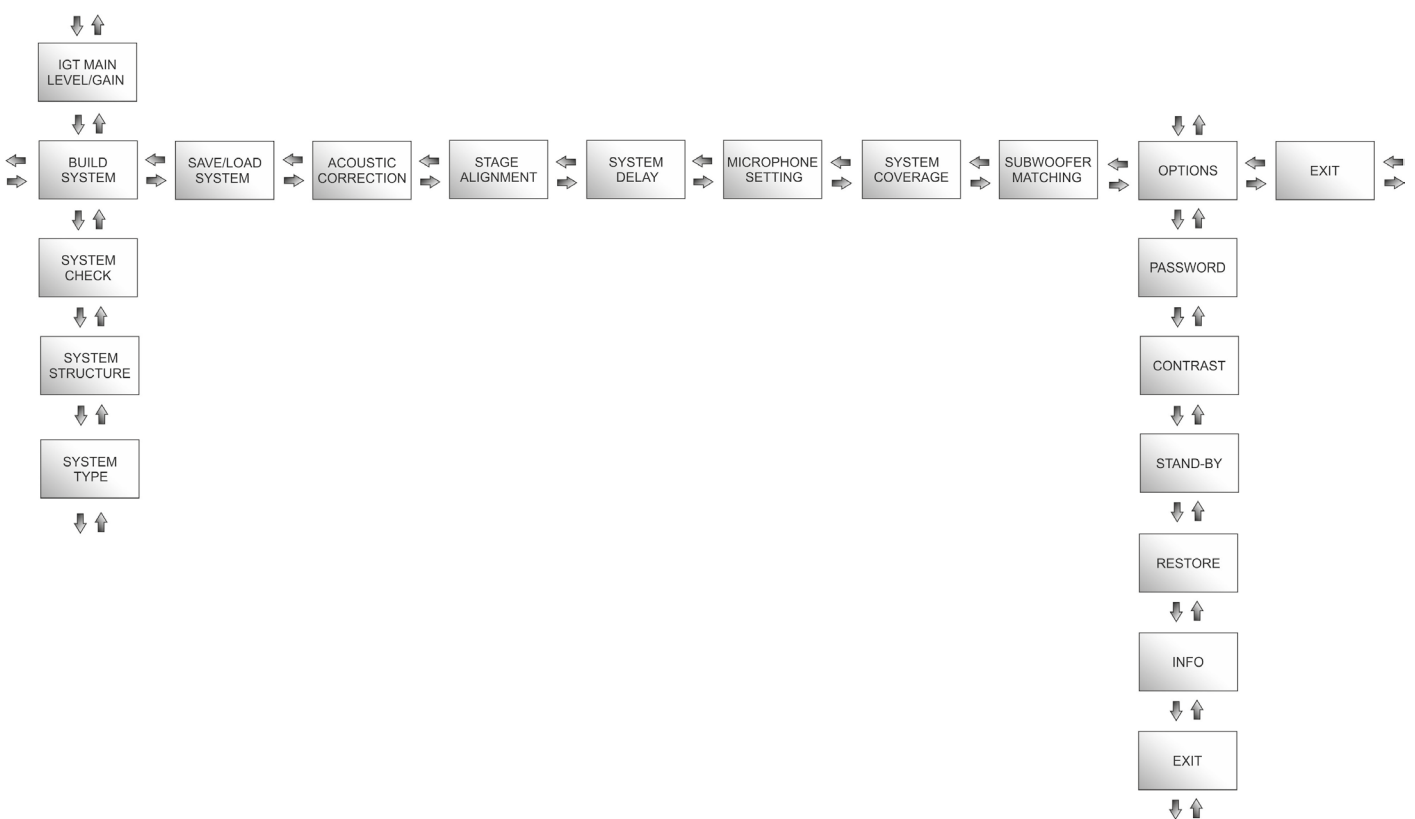 IGT MAIN
LEVEL/GAIN
BUILD
SYSTEM
SAVE/LOAD
SYSTEM
ACOUSTIC
CORRECTION
STAGE
ALIGNMENT
SYSTEM
DELAY
MICROPHONE
SETTING
SYSTEM
COVERAGE
SUBWOOFER
MATCHING
OPTIONS
EXIT
SYSTEM
CHECK
SYSTEM
STRUCTURE
SYSTEM
TYPE
PASSWORD
CONTRAST
STAND-BY
RESTORE
INFO
EXIT